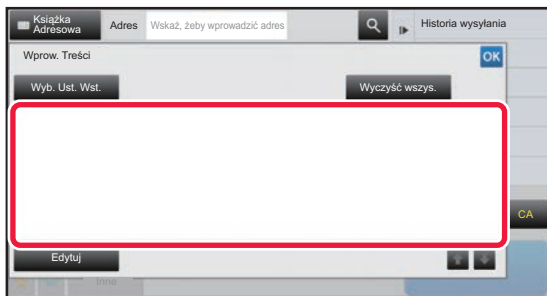 Książka Adresowa
Adres
Wskaż, żeby wprowadzić adres
Historia wysyłania
Wprow. Treści
OK
Wyb. Ust. Wst.
Wyczyść wszys.
CA
Edytuj
Inne